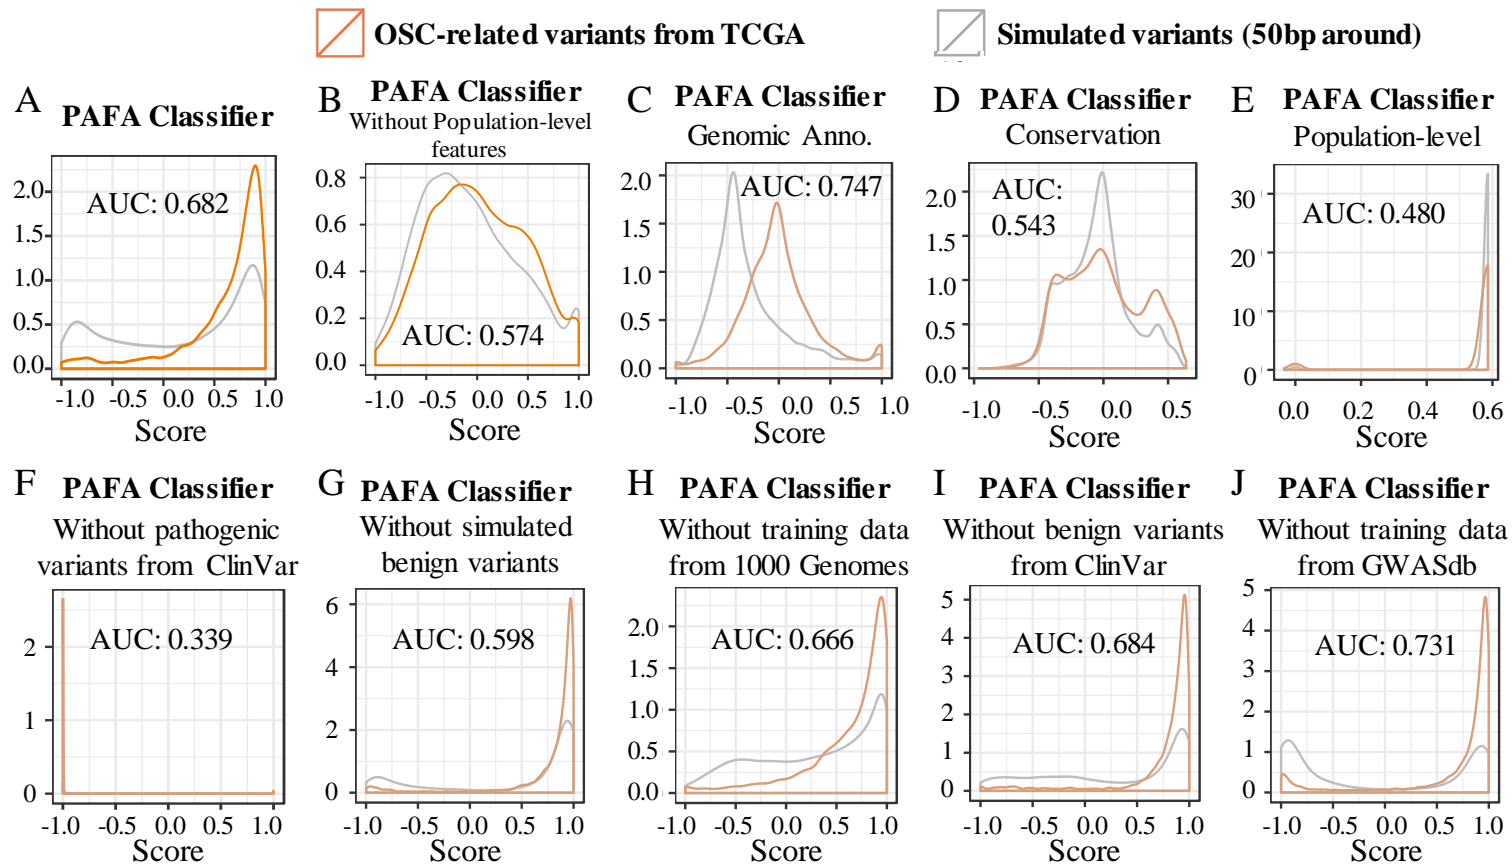 OSC-related variants from TCGA
Simulated variants (50bp around)
A
PAFA Classifier
AUC: 0.682
2.0
1.0
0.5
0.0
-1.0 -0.5 0.0 0.5 1.0
Score
B
PAFA Classifier
Without Population-level
features
AUC: 0.574
0.8
0.6
0.4
0.2
0.0
-1.0 -0.5 0.0 0.5 1.0
Score
C
PAFA Classifier
Genomic Anno.
AUC: 0.747
2.0
1.5
1.0
0.5
0.0
-1.0 -0.5 0.0 0.5 1.0
Score
D
PAFA Classifier
Conservation
AUC:
0.543
2.0
1.5
1.0
0.5
0.0
-1.0 -0.5 0.0 0.5
Score
E
PAFA Classifier
Population-level
AUC: 0.480
30
20
10
0
0.0 0.2 0.4 0.6
Score
F
PAFA Classifier
Without pathogenic
variants from ClinVar
AUC: 0.339
2
1
0
-1.0 -0.5 0.0 0.5 1.0
Score
G
PAFA Classifier
Without simulated
benign variants
AUC: 0.598
6
4
2
0
-1.0 -0.5 0.0 0.5 1.0
Score
H
PAFA Classifier
Without training data
from 1000 Genomes
AUC: 0.666
2.0
1.5
1.0
0.5
0.0
-1.0 -0.5 0.0 0.5 1.0
Score
I
PAFA Classifier
Without benign variants
from ClinVar
AUC: 0.684
5
4
3
2
1
0
-1.0 -0.5 0.0 0.5 1.0
Score
J
PAFA Classifier
Without training data
from GWASdb
AUC: 0.731
5
4
3
2
1
0
-1.0 -0.5 0.0 0.5 1.0
Score